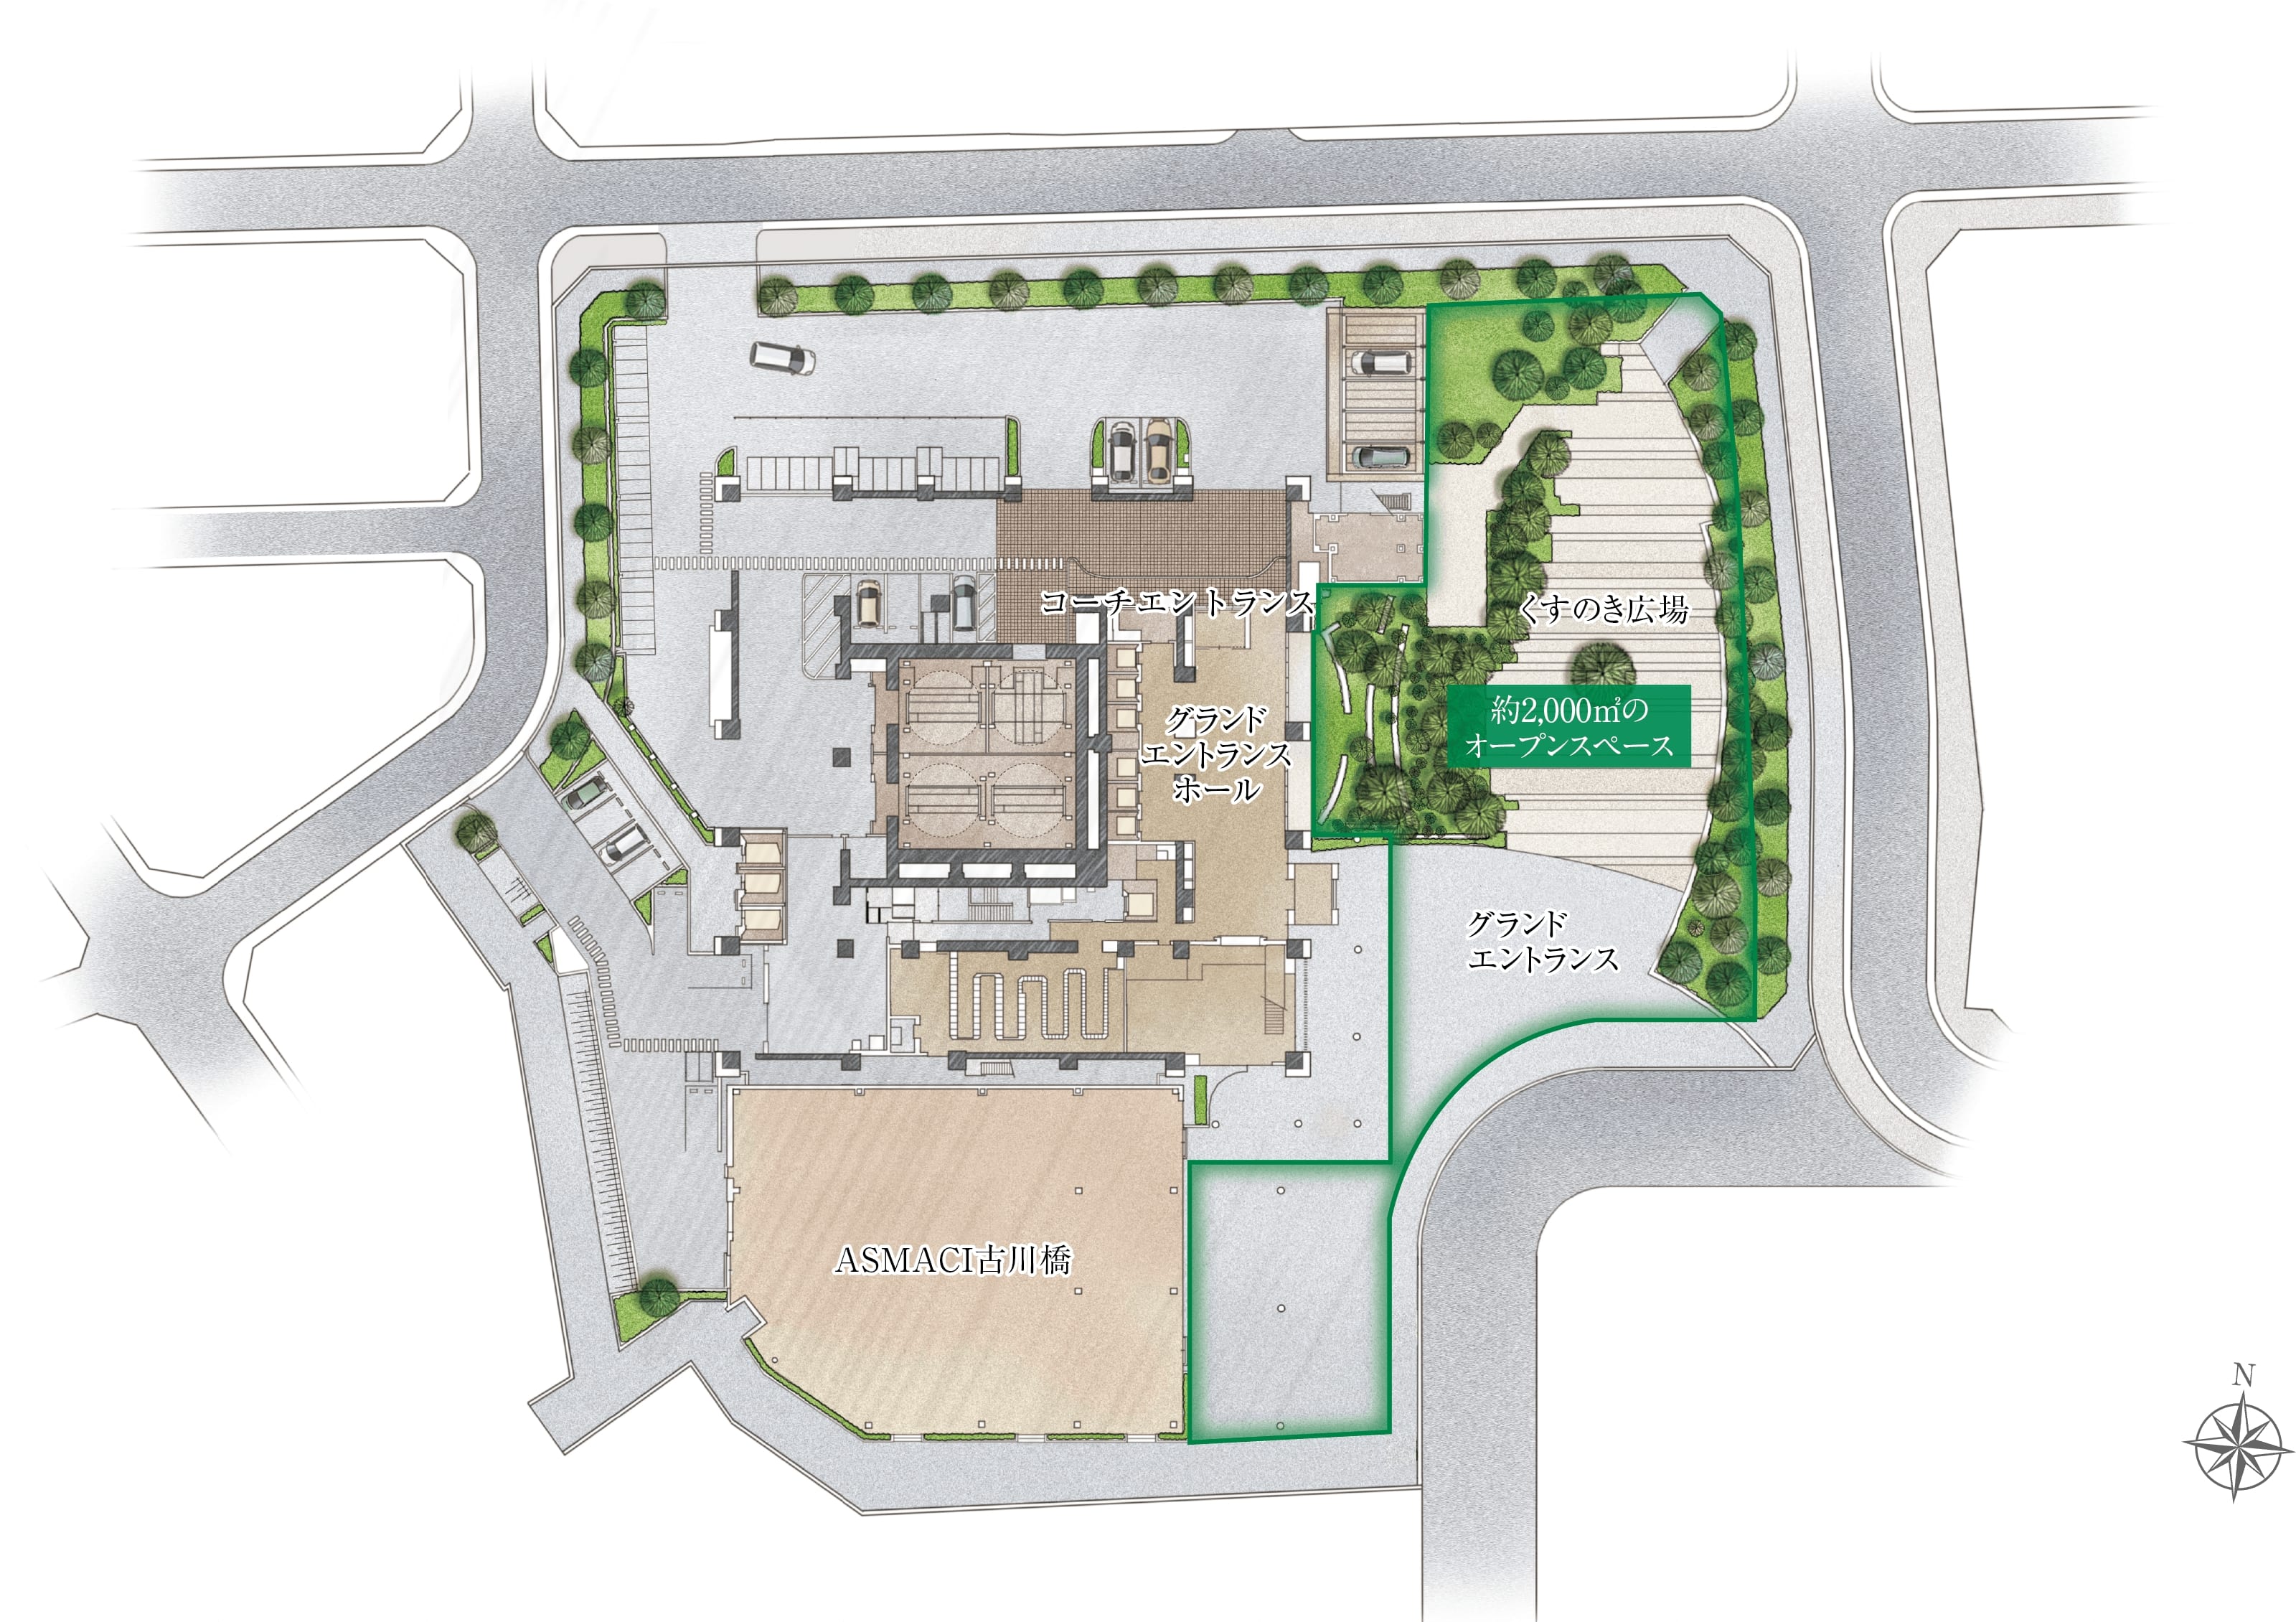 コーチエントランス
くすのき広場
グランド
エントランス
ホール
約2,000㎡の
オープンスペース
グランド
エントランス
ASMACI古川橋
N